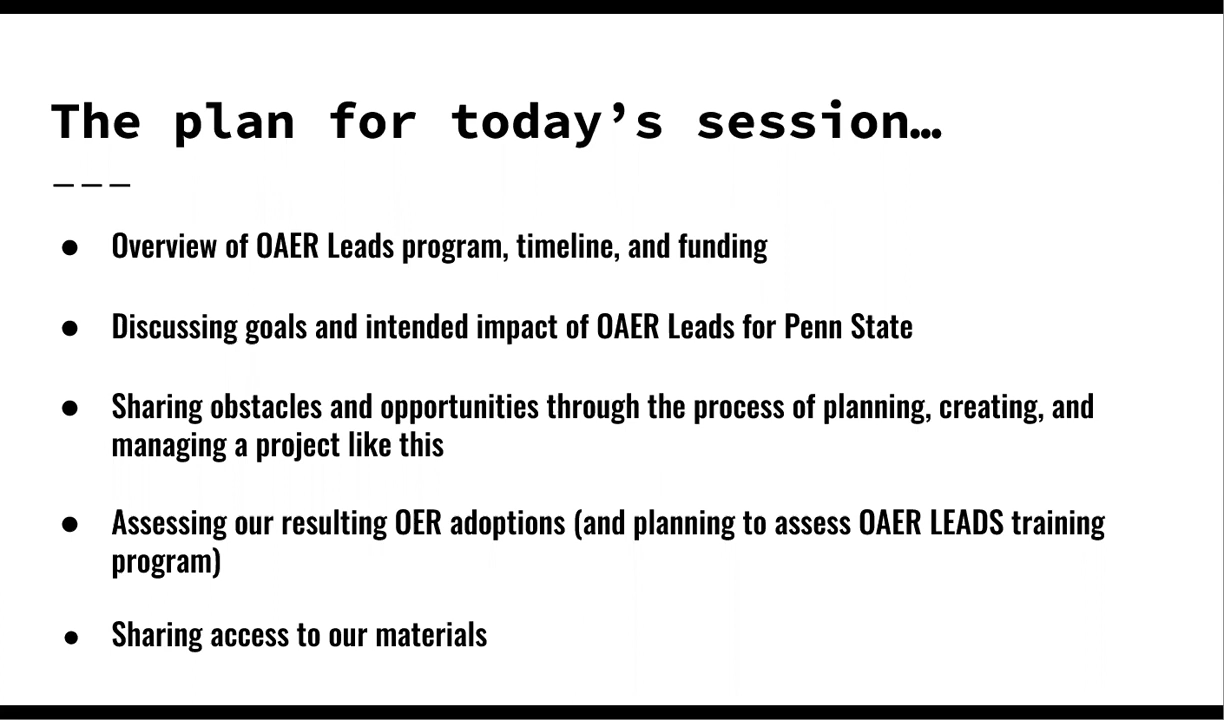 The plan for today’s session…
● Overview of OAER Leads program, timeline, and funding
● Discussing goals and intended impact of OAER Leads for Penn State
● Sharing obstacles and opportunities through the process of planning, creating, and
managing a project like this
● Assessing our resulting OER adoptions (and planning to assess OAER LEADS training
program)
● Sharing access to our materials